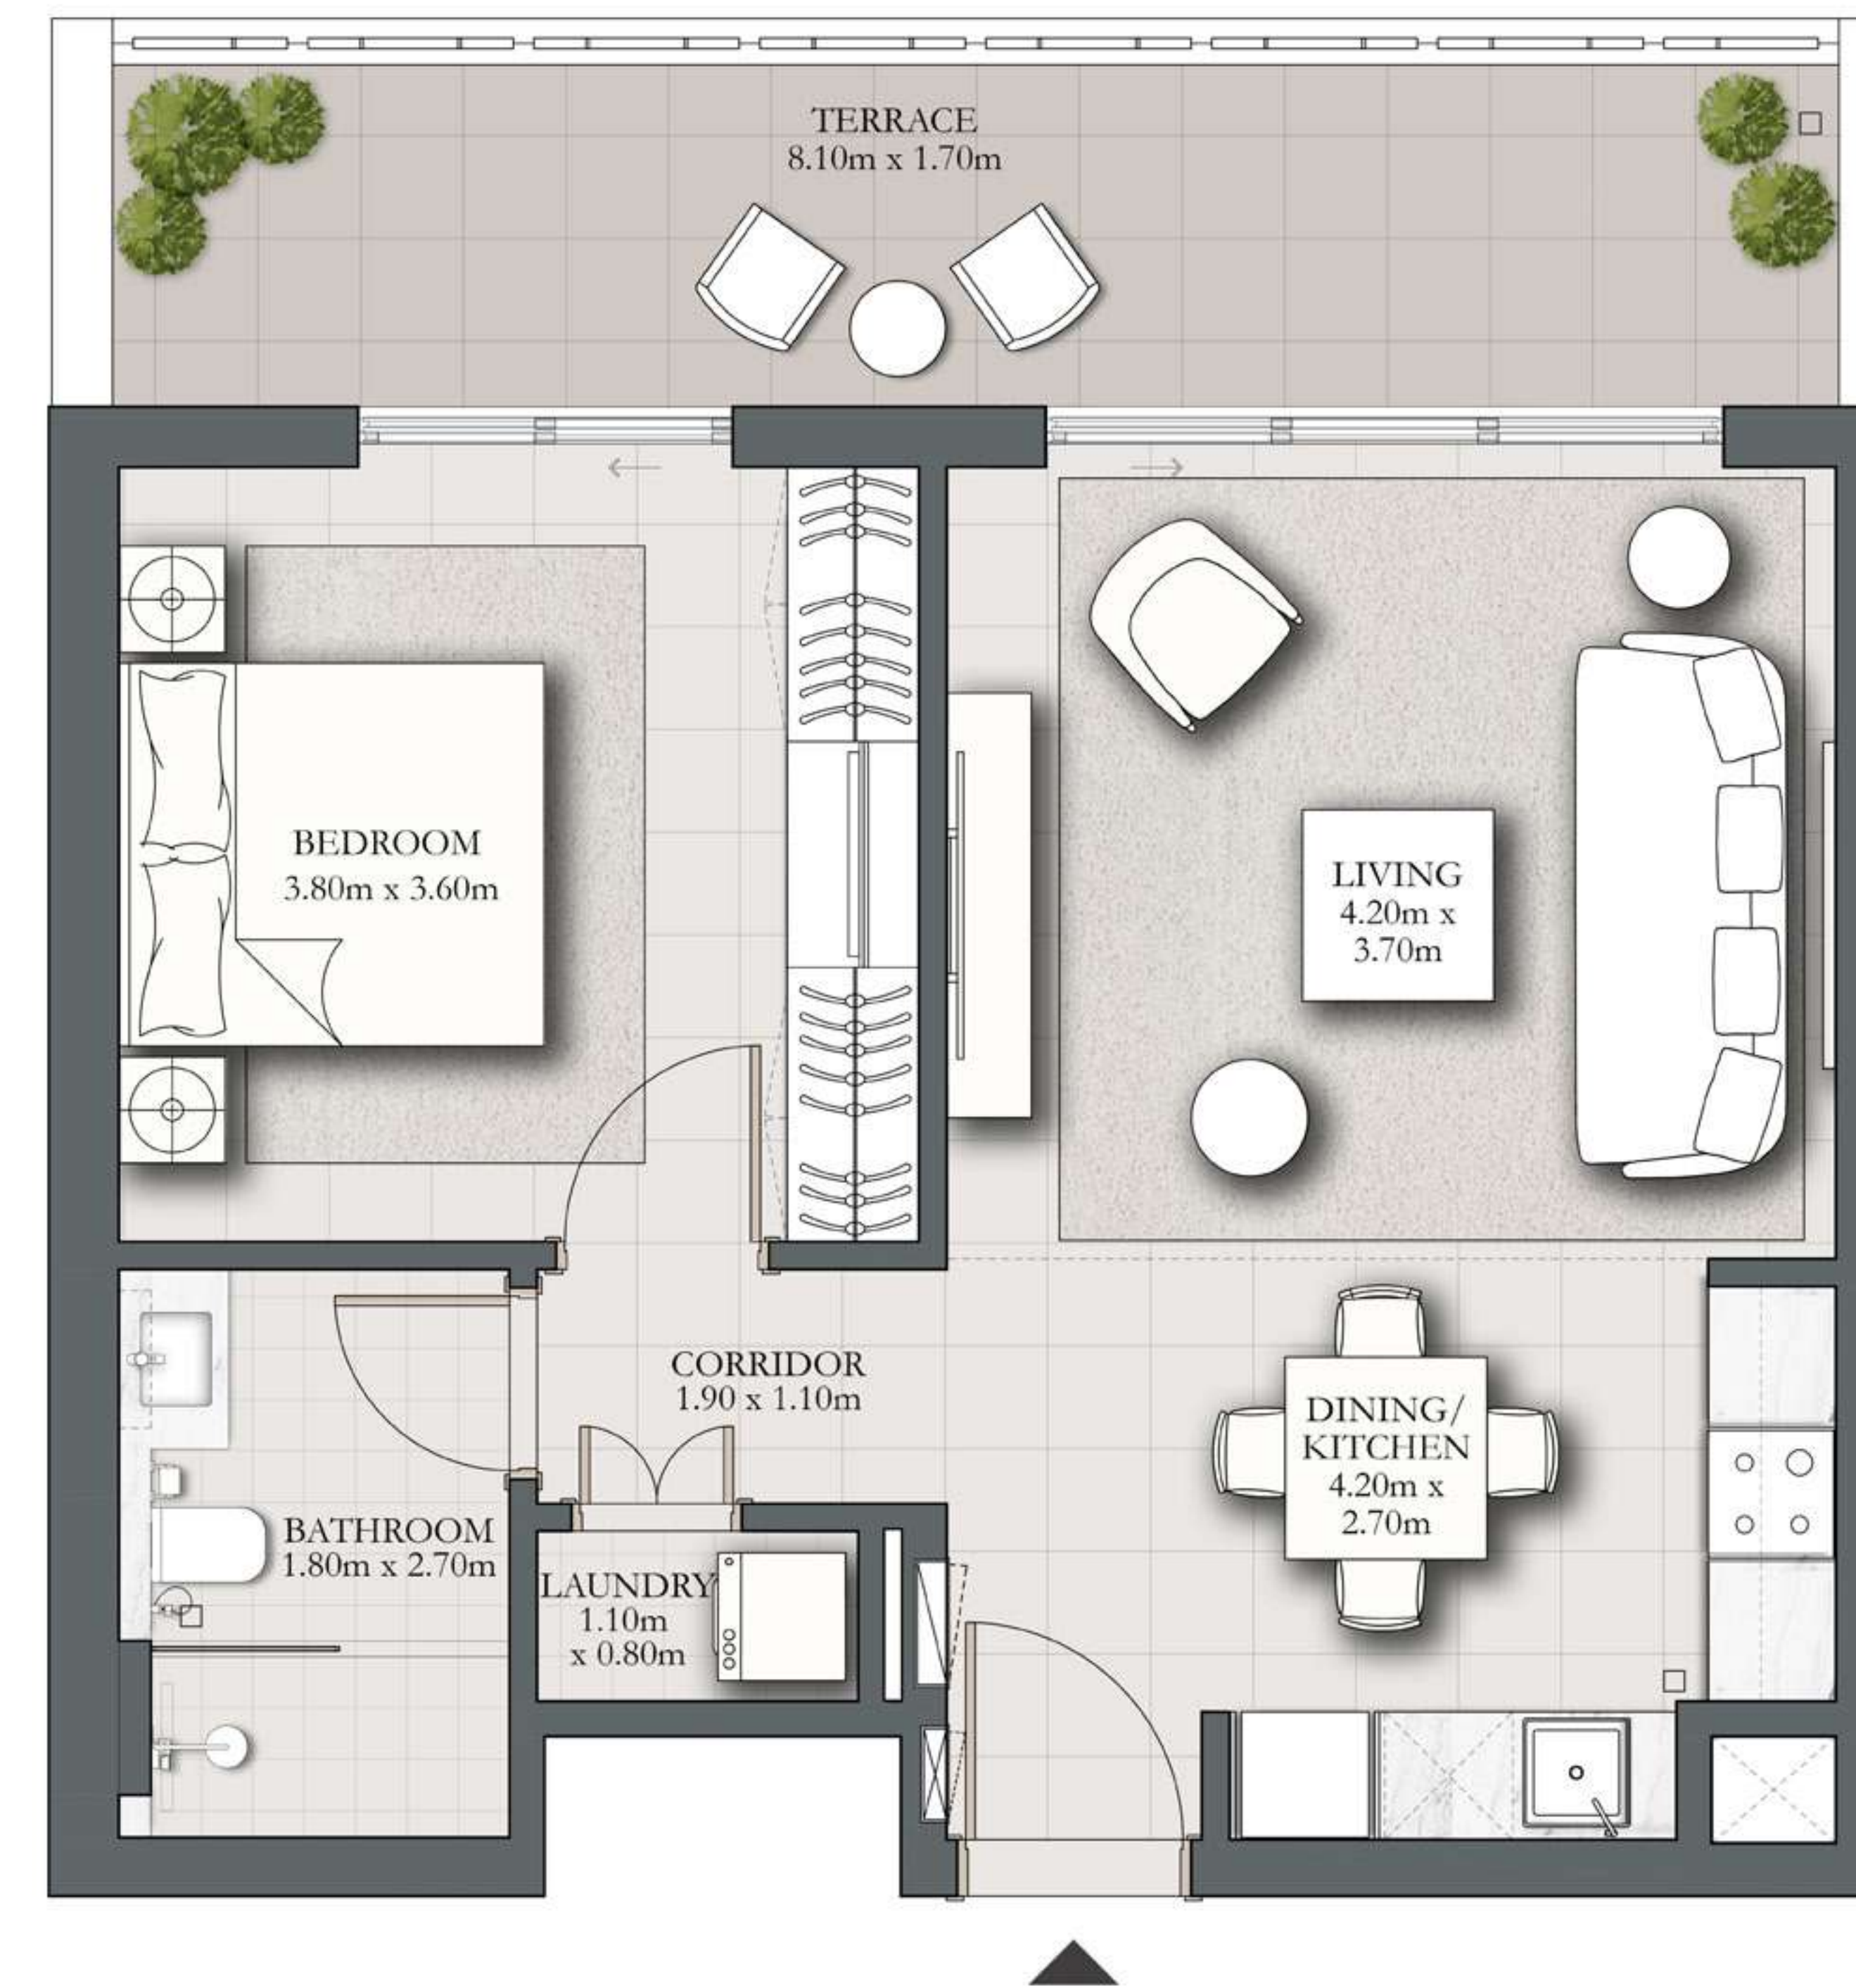 TERRACE
8.10m x 1.70m
BEDROOM
3.80m x 3.60m
LIVING
4.20m x
3.70m
CORRIDOR
1.90 x 1.10m
DINING/
KITCHEN
4.20m x
2.70m
BATHROOM
1.80m x 2.70m
LAUNDRY
1.10m
x 0.80m